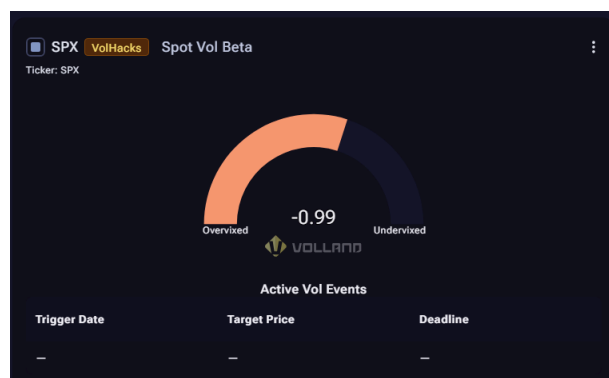 SPX VolHacks Spot Vol Beta
Ticker: SPX
-0.99
Overvixed Undervixed
VOLLAND
Active Vol Events
Trigger Date Target Price Deadline
– – –